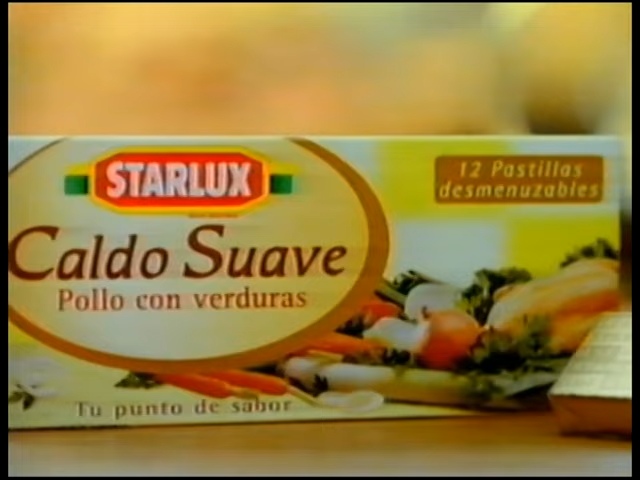 STARLUX
12 Pastillas
desmenuzables
Caldo Suave
Pollo con verduras
Tu punto de sabor